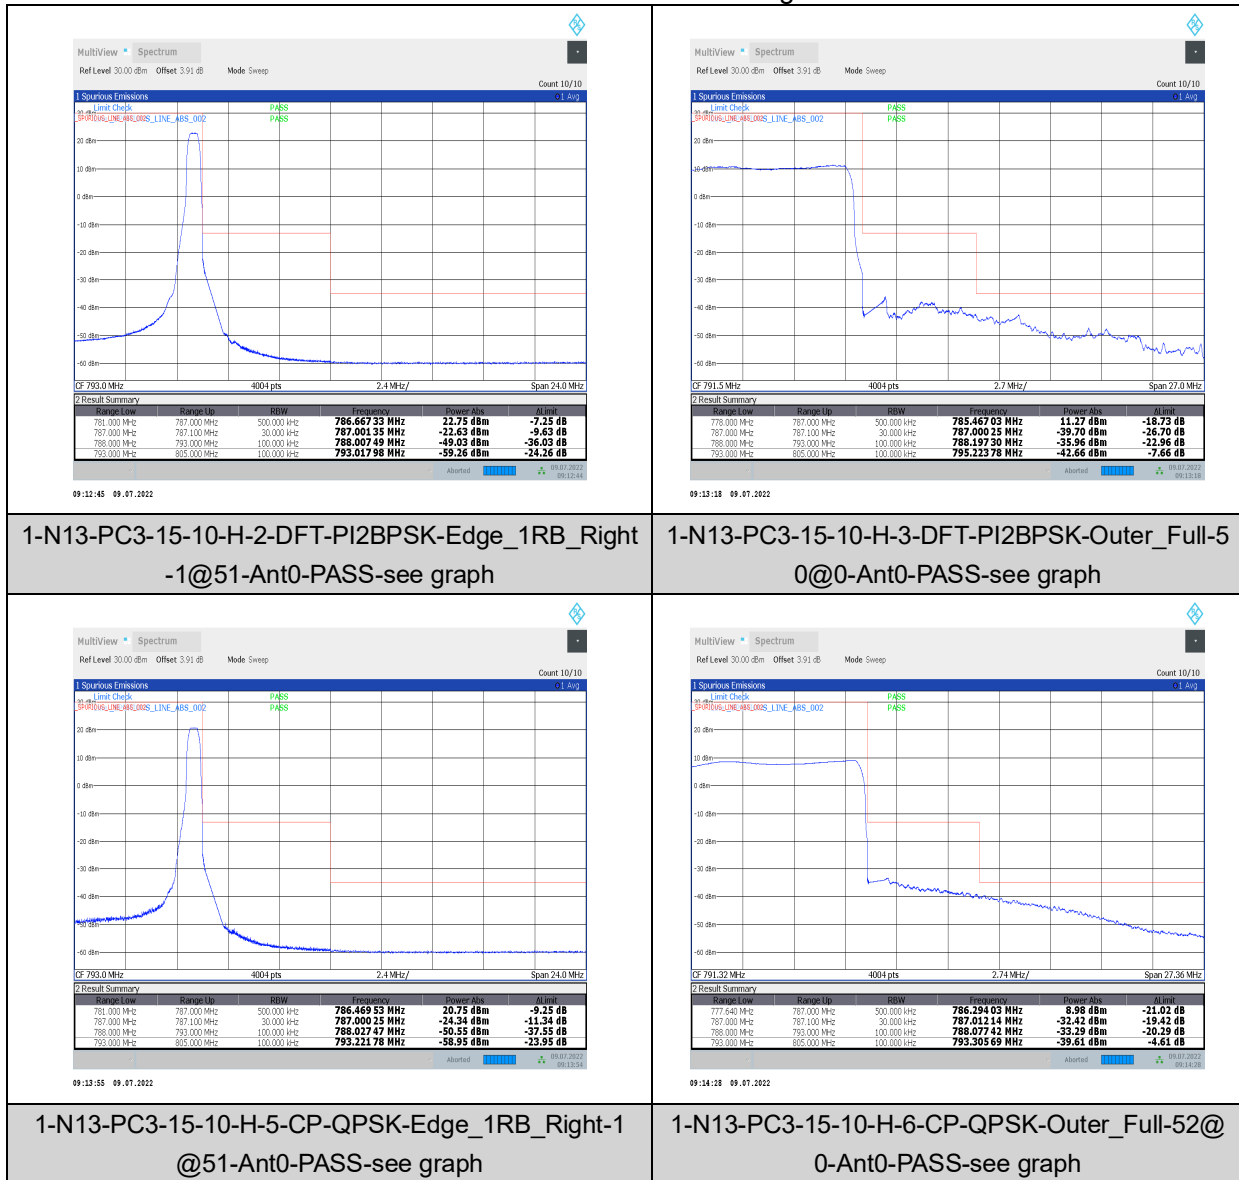 MultiView Spectrum
Ref Level 30.00 dBm Offset 3.91 dB Mode Sweep
Count 10/10
1 Spurious Emissions 1 Avg
Limit Check PASS
_SPURIOUS_LINE_ABS_002 S_LINE_ABS_002 PASS
20 dBm
10 dBm
0 dBm
-10 dBm
-20 dBm
-30 dBm
-40 dBm
-50 dBm
-60 dBm
CF 793.0 MHz 4004 pts 2.4 MHz/ Span 24.0 MHz
2 Result Summary
Range Low Range Up RBW Frequency Power Abs ΔLimit
781.000 MHz 787.000 MHz 500.000 kHz 786.667 33 MHz 22.75 dBm -7.25 dB
787.000 MHz 787.100 MHz 30.000 kHz 787.001 35 MHz -22.63 dBm -9.63 dB
788.000 MHz 793.000 MHz 100.000 kHz 788.007 49 MHz -49.03 dBm -36.03 dB
793.000 MHz 805.000 MHz 100.000 kHz 793.017 98 MHz -59.26 dBm -24.26 dB
Aborted 09.07.2022
09:12:44
09:12:45 09.07.2022
1-N13-PC3-15-10-H-2-DFT-PI2BPSK-Edge_1RB_Right
-1@51-Ant0-PASS-see graph
MultiView Spectrum
Ref Level 30.00 dBm Offset 3.91 dB Mode Sweep
Count 10/10
1 Spurious Emissions 1 Avg
Limit Check PASS
_SPURIOUS_LINE_ABS_002 S_LINE_ABS_002 PASS
20 dBm
10 dBm
0 dBm
-10 dBm
-20 dBm
-30 dBm
-40 dBm
-50 dBm
-60 dBm
CF 791.5 MHz 4004 pts 2.7 MHz/ Span 27.0 MHz
2 Result Summary
Range Low Range Up RBW Frequency Power Abs ΔLimit
778.000 MHz 787.000 MHz 500.000 kHz 785.467 03 MHz 11.27 dBm -18.73 dB
787.000 MHz 787.100 MHz 30.000 kHz 787.000 25 MHz -39.70 dBm -26.70 dB
788.000 MHz 793.000 MHz 100.000 kHz 788.197 30 MHz -35.96 dBm -22.96 dB
793.000 MHz 805.000 MHz 100.000 kHz 795.223 78 MHz -42.66 dBm -7.66 dB
Aborted 09.07.2022
09:13:18
09:13:18 09.07.2022
1-N13-PC3-15-10-H-3-DFT-PI2BPSK-Outer_Full-5
0@0-Ant0-PASS-see graph
MultiView Spectrum
Ref Level 30.00 dBm Offset 3.91 dB Mode Sweep
Count 10/10
1 Spurious Emissions 1 Avg
Limit Check PASS
_SPURIOUS_LINE_ABS_002 S_LINE_ABS_002 PASS
20 dBm
10 dBm
0 dBm
-10 dBm
-20 dBm
-30 dBm
-40 dBm
-50 dBm
-60 dBm
CF 793.0 MHz 4004 pts 2.4 MHz/ Span 24.0 MHz
2 Result Summary
Range Low Range Up RBW Frequency Power Abs ΔLimit
781.000 MHz 787.000 MHz 500.000 kHz 786.469 53 MHz 20.75 dBm -9.25 dB
787.000 MHz 787.100 MHz 30.000 kHz 787.000 25 MHz -24.34 dBm -11.34 dB
788.000 MHz 793.000 MHz 100.000 kHz 788.027 47 MHz -50.55 dBm -37.55 dB
793.000 MHz 805.000 MHz 100.000 kHz 793.221 78 MHz -58.95 dBm -23.95 dB
Aborted 09.07.2022
09:13:54
09:13:55 09.07.2022
1-N13-PC3-15-10-H-5-CP-QPSK-Edge_1RB_Right-1
@51-Ant0-PASS-see graph
MultiView Spectrum
Ref Level 30.00 dBm Offset 3.91 dB Mode Sweep
Count 10/10
1 Spurious Emissions 1 Avg
Limit Check PASS
_SPURIOUS_LINE_ABS_002 S_LINE_ABS_002 PASS
20 dBm
10 dBm
0 dBm
-10 dBm
-20 dBm
-30 dBm
-40 dBm
-50 dBm
-60 dBm
CF 791.32 MHz 4004 pts 2.74 MHz/ Span 27.36 MHz
2 Result Summary
Range Low Range Up RBW Frequency Power Abs ΔLimit
777.640 MHz 787.000 MHz 500.000 kHz 786.294 03 MHz 8.98 dBm -21.02 dB
787.000 MHz 787.100 MHz 30.000 kHz 787.012 14 MHz -32.42 dBm -19.42 dB
788.000 MHz 793.000 MHz 100.000 kHz 788.077 42 MHz -33.29 dBm -20.29 dB
793.000 MHz 805.000 MHz 100.000 kHz 793.305 69 MHz -39.61 dBm -4.61 dB
Aborted 09.07.2022
09:14:28
09:14:28 09.07.2022
1-N13-PC3-15-10-H-6-CP-QPSK-Outer_Full-52@
0-Ant0-PASS-see graph